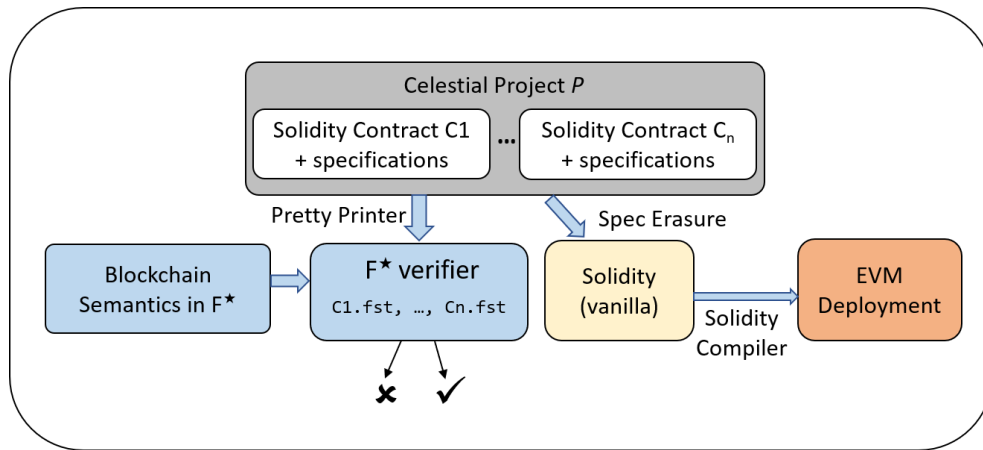 Celestial Project P
Solidity Contract C1
+ specifications
...
Solidity Contract Cn
+ specifications
Pretty Printer
Spec Erasure
Blockchain
Semantics in F★
F★ verifier
C1.fst, …, Cn.fst
Solidity
(vanilla)
Solidity
Compiler
EVM
Deployment
✘ ✓